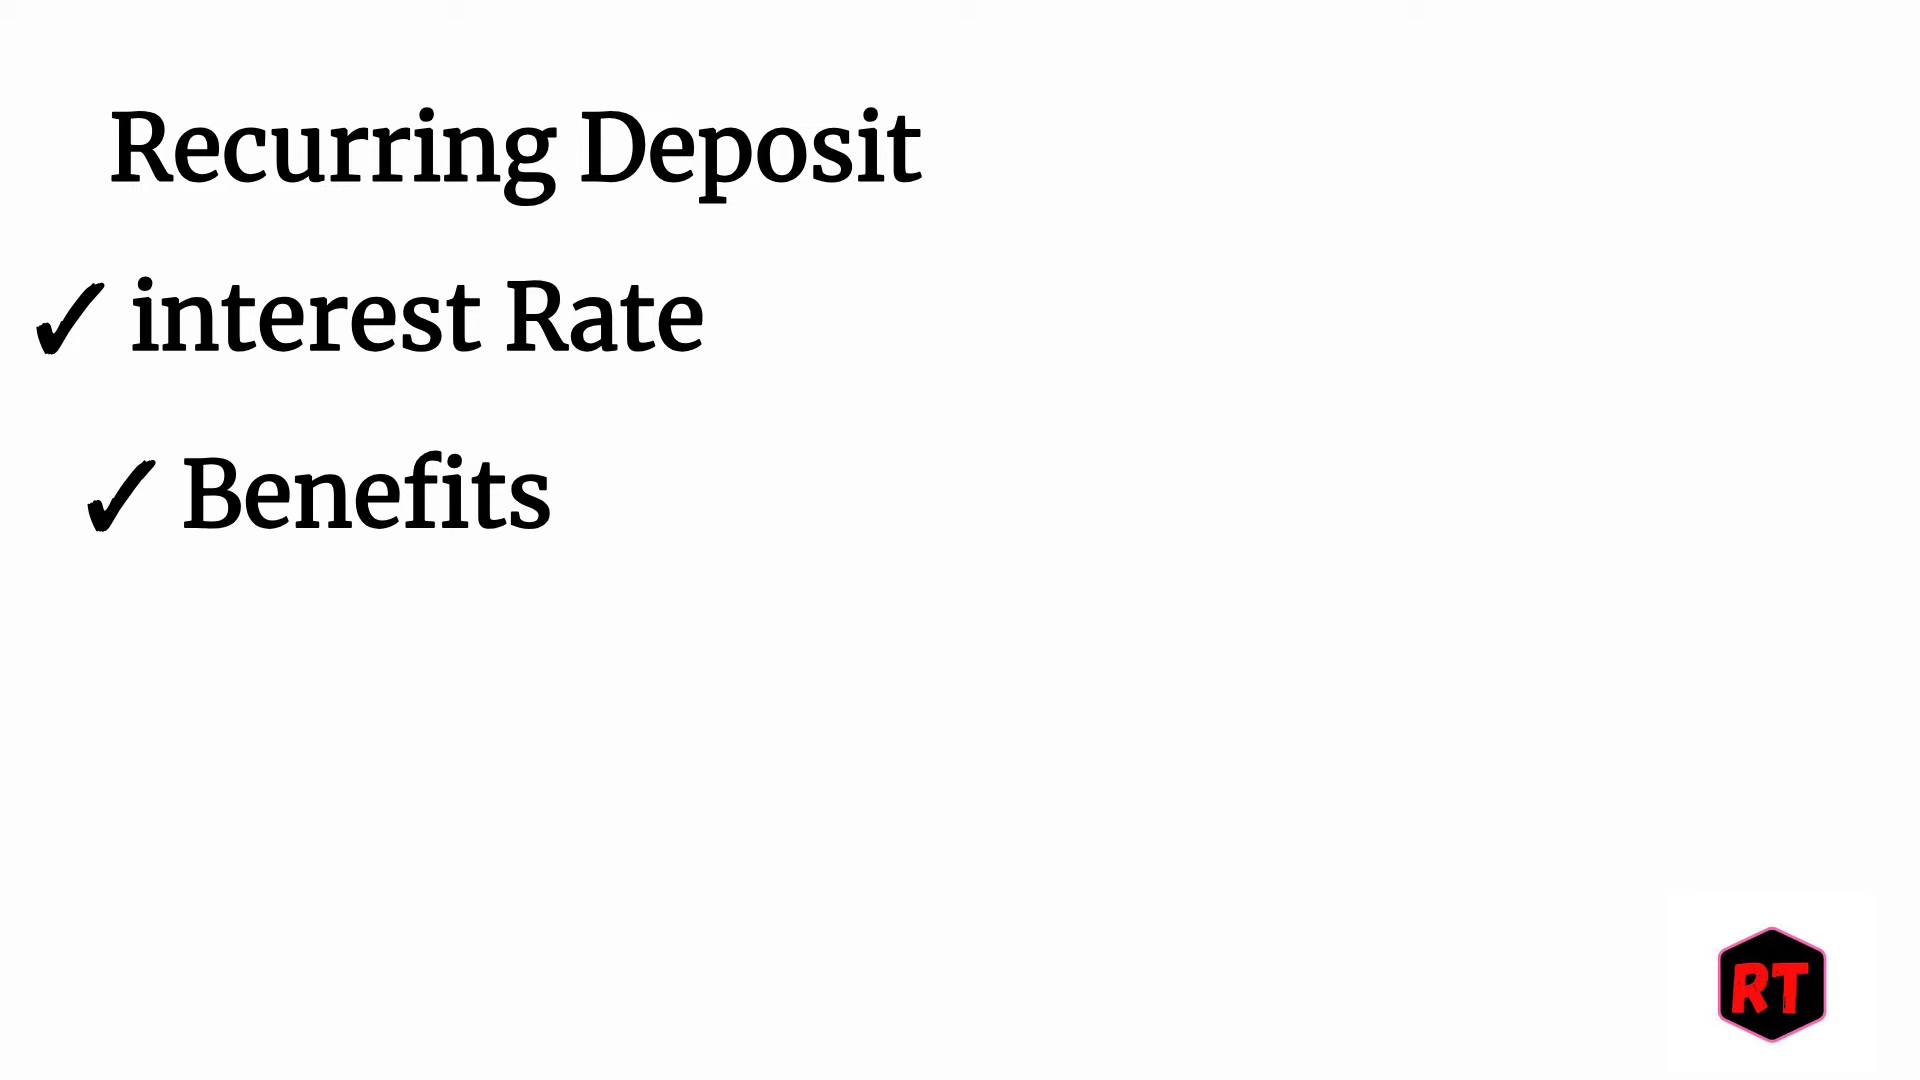 Recurring Deposit
✓ interest Rate
✓ Benefits
RT